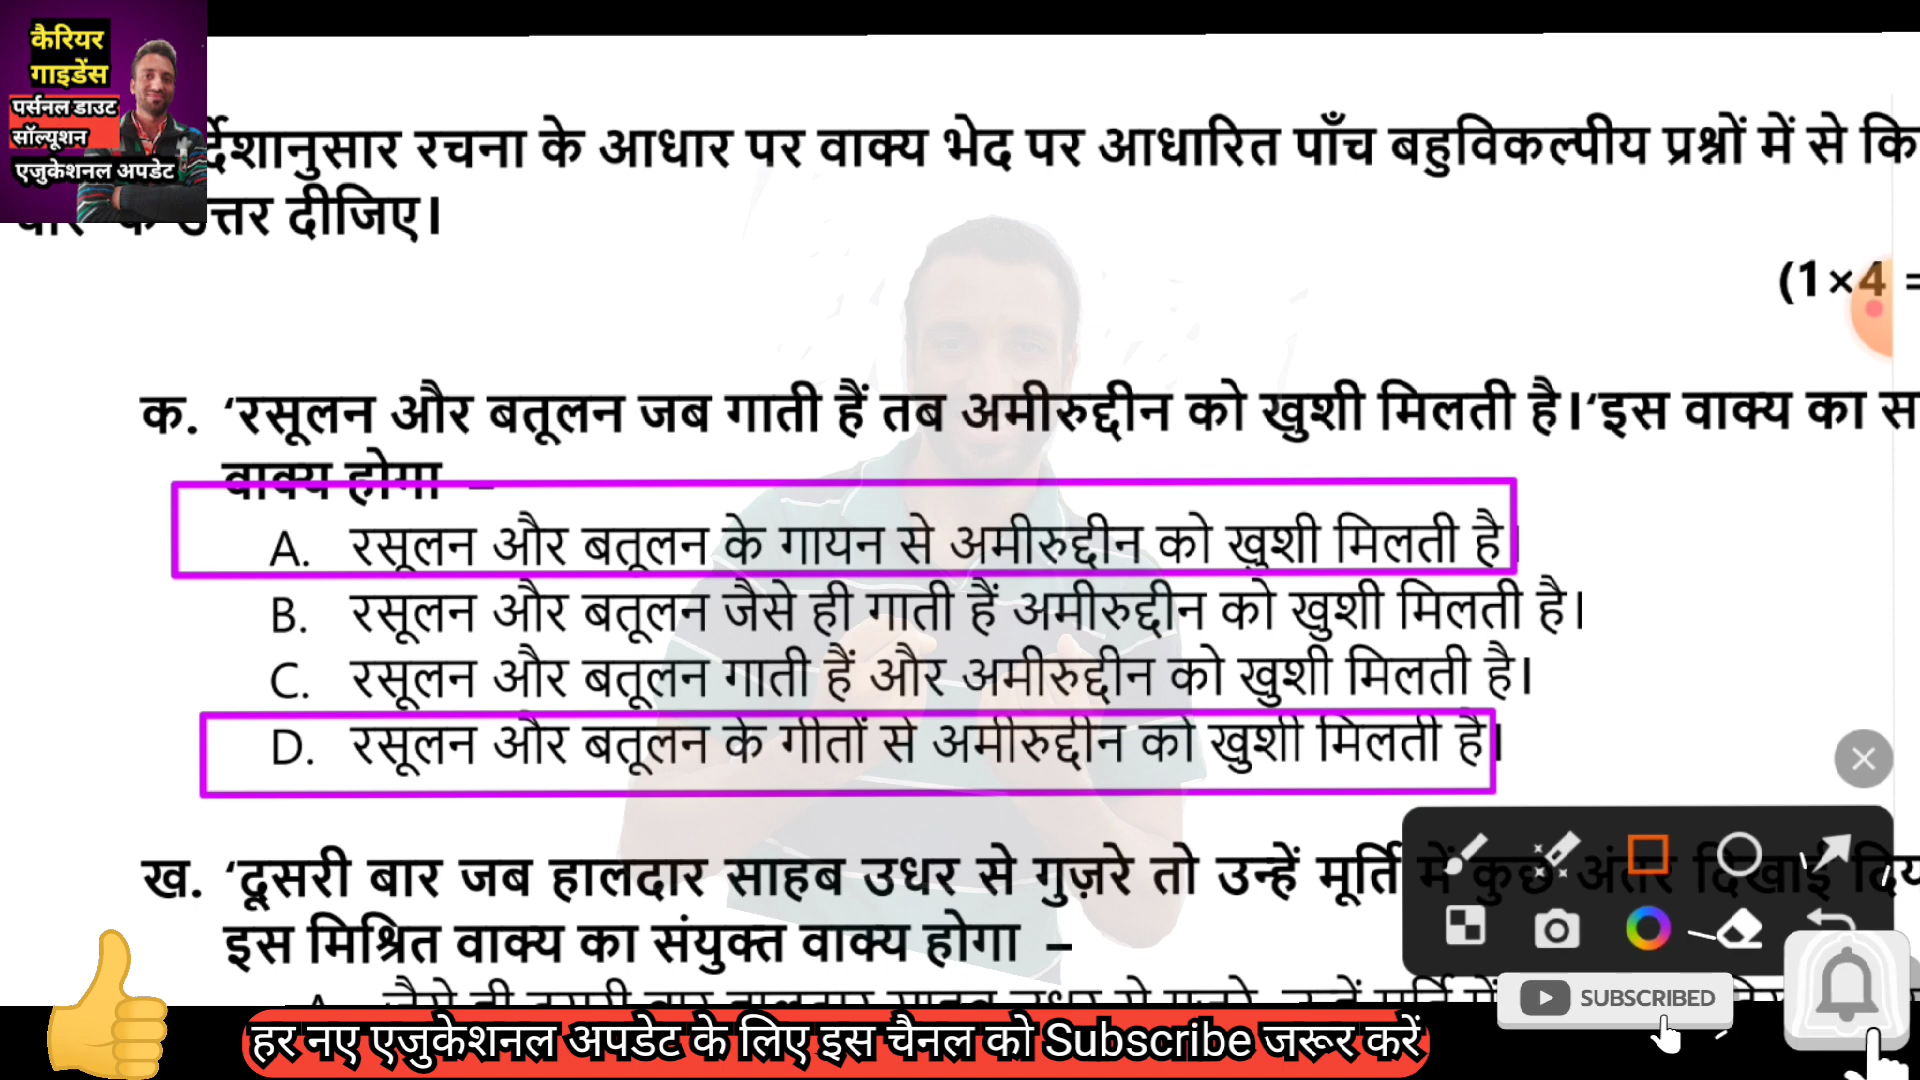 कैरियर
गाइडेंस
पर्सनल डाउट
सॉल्यूशन
एजुकेशनल अपडेट
र्देशानुसार रचना के आधार पर वाक्य भेद पर आधारित पाँच बहुविकल्पीय प्रश्नों में से कि
उत्तर दीजिए।
(1×4 =
क. ‘रसूलन और बतूलन जब गाती हैं तब अमीरुद्दीन को खुशी मिलती है।‘इस वाक्य का स
वाक्य होगा –
A. रसूलन और बतूलन के गायन से अमीरुद्दीन को खुशी मिलती है।
B. रसूलन और बतूलन जैसे ही गाती हैं अमीरुद्दीन को खुशी मिलती है।
C. रसूलन और बतूलन गाती हैं और अमीरुद्दीन को खुशी मिलती है।
D. रसूलन और बतूलन के गीतों से अमीरुद्दीन को खुशी मिलती है।
ख. ‘दूसरी बार जब हालदार साहब उधर से गुज़रे तो उन्हें मूर्ति में कुछ अंतर दिखाई दिय
इस मिश्रित वाक्य का संयुक्त वाक्य होगा –
SUBSCRIBED
हर नए एजुकेशनल अपडेट के लिए इस चैनल को Subscribe जरूर करें